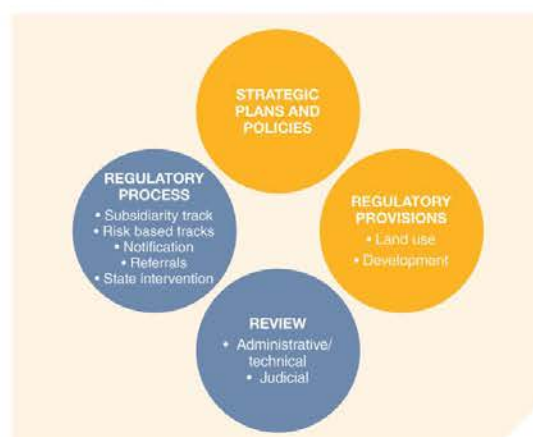 STRATEGIC
PLANS AND
POLICIES
REGULATORY
PROCESS
• Subsidiarity track
• Risk based tracks
• Notification
• Referrals
• State intervention
REGULATORY
PROVISIONS
• Land use
• Development
REVIEW
• Administrative/
technical
• Judicial